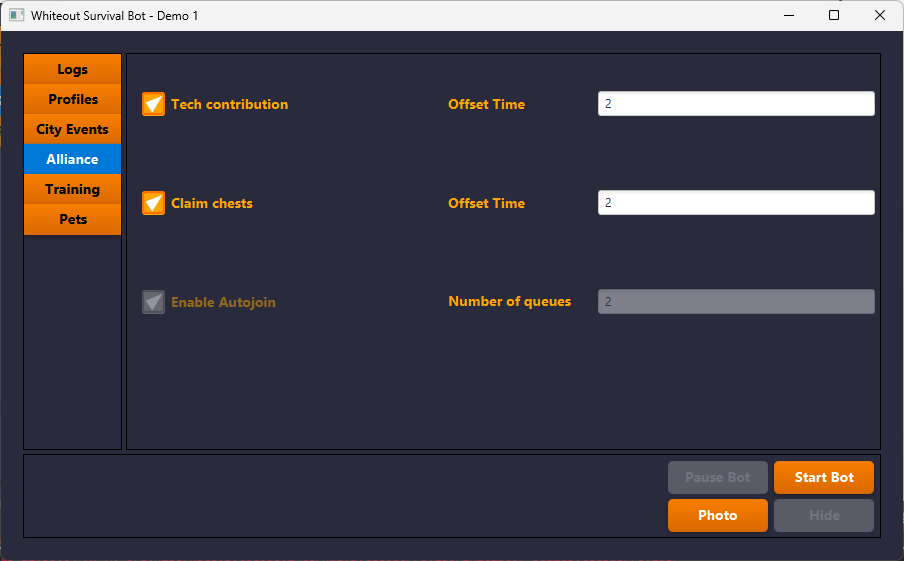 Whiteout Survival Bot - Demo 1
Logs
Profiles
City Events
Alliance
Training
Pets
Tech contribution Offset Time 2
Claim chests Offset Time 2
Enable Autojoin Number of queues 2
Pause Bot Start Bot
Photo Hide